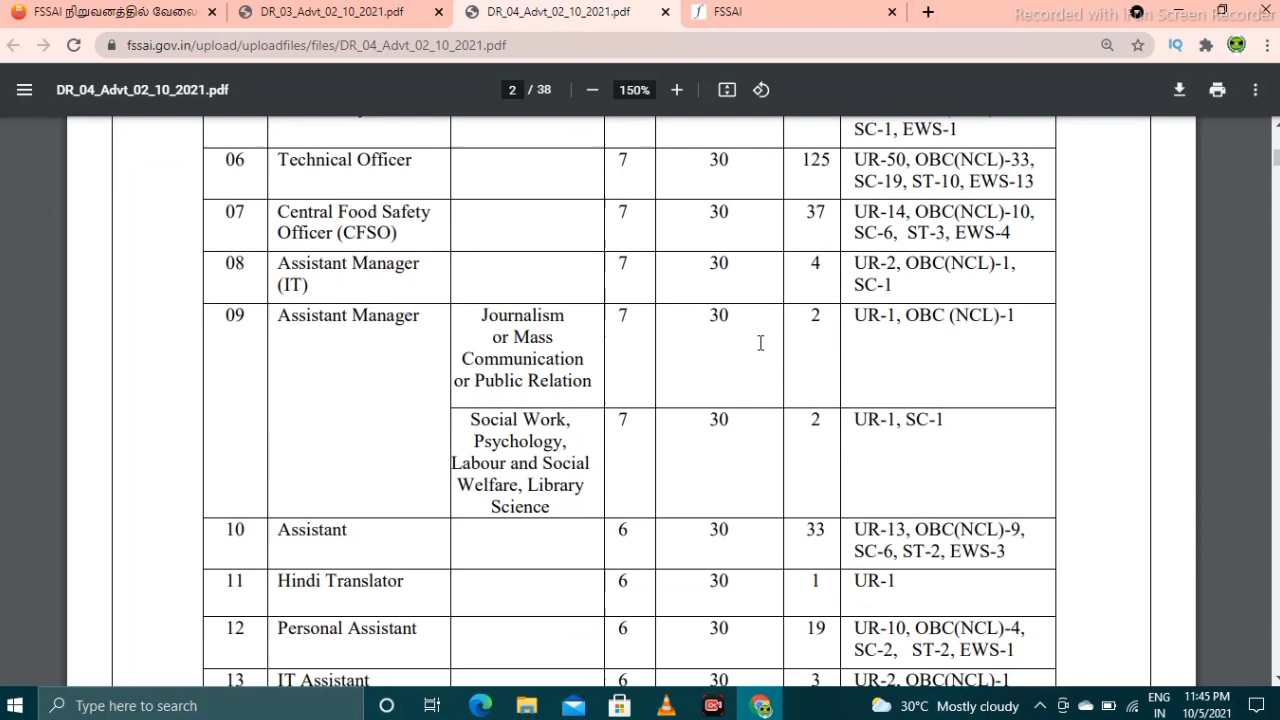 FSSAI நிறுவனத்தில் வேலை
DR_03_Advt_02_10_2021.pdf
DR_04_Advt_02_10_2021.pdf
FSSAI
Recorded with iFun Screen Recorder
fssai.gov.in/upload/uploadfiles/files/DR_04_Advt_02_10_2021.pdf
DR_04_Advt_02_10_2021.pdf
2 / 38
150%
SC-1, EWS-1
06 Technical Officer 7 30 125 UR-50, OBC(NCL)-33,
SC-19, ST-10, EWS-13
07 Central Food Safety 7 30 37 UR-14, OBC(NCL)-10,
Officer (CFSO) SC-6, ST-3, EWS-4
08 Assistant Manager 7 30 4 UR-2, OBC(NCL)-1,
(IT) SC-1
09 Assistant Manager Journalism 7 30 2 UR-1, OBC (NCL)-1
or Mass
Communication
or Public Relation
Social Work, 7 30 2 UR-1, SC-1
Psychology,
Labour and Social
Welfare, Library
Science
10 Assistant 6 30 33 UR-13, OBC(NCL)-9,
SC-6, ST-2, EWS-3
11 Hindi Translator 6 30 1 UR-1
12 Personal Assistant 6 30 19 UR-10, OBC(NCL)-4,
SC-2, ST-2, EWS-1
13 IT Assistant 6 30 3 UR-2, OBC(NCL)-1
Type here to search
30°C Mostly cloudy
ENG
IN
11:45 PM
10/5/2021